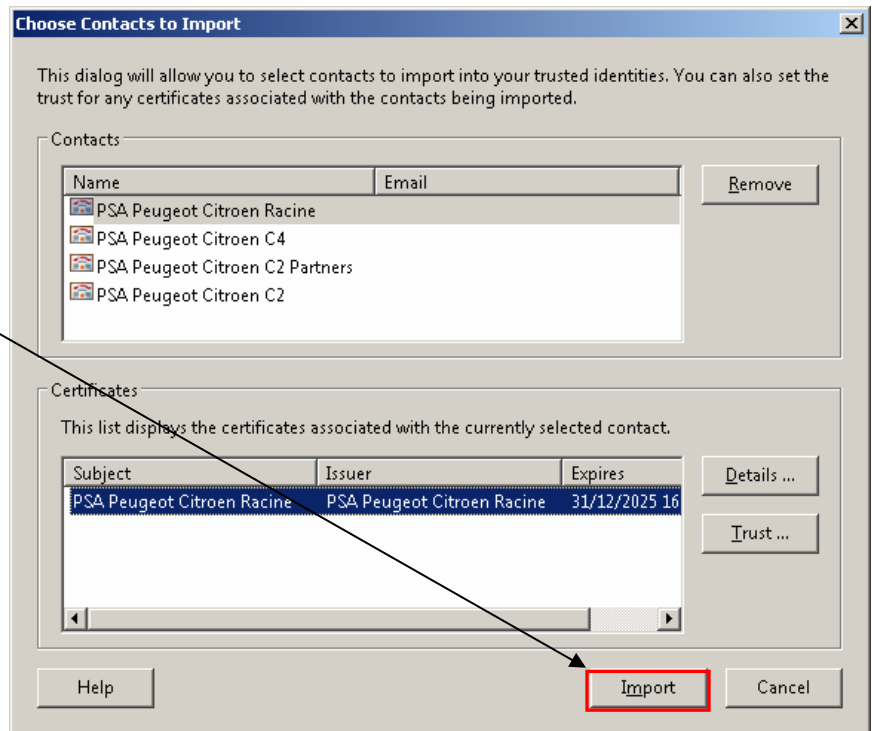 Choose Contacts to Import
This dialog will allow you to select contacts to import into your trusted identities. You can also set the
trust for any certificates associated with the contacts being imported.
Contacts
Name Email
Remove
PSA Peugeot Citroen Racine
PSA Peugeot Citroen C4
PSA Peugeot Citroen C2 Partners
PSA Peugeot Citroen C2
Certificates
This list displays the certificates associated with the currently selected contact.
Subject Issuer Expires
Details ...
PSA Peugeot Citroen Racine PSA Peugeot Citroen Racine 31/12/2025 16
Trust ...
Help Import Cancel